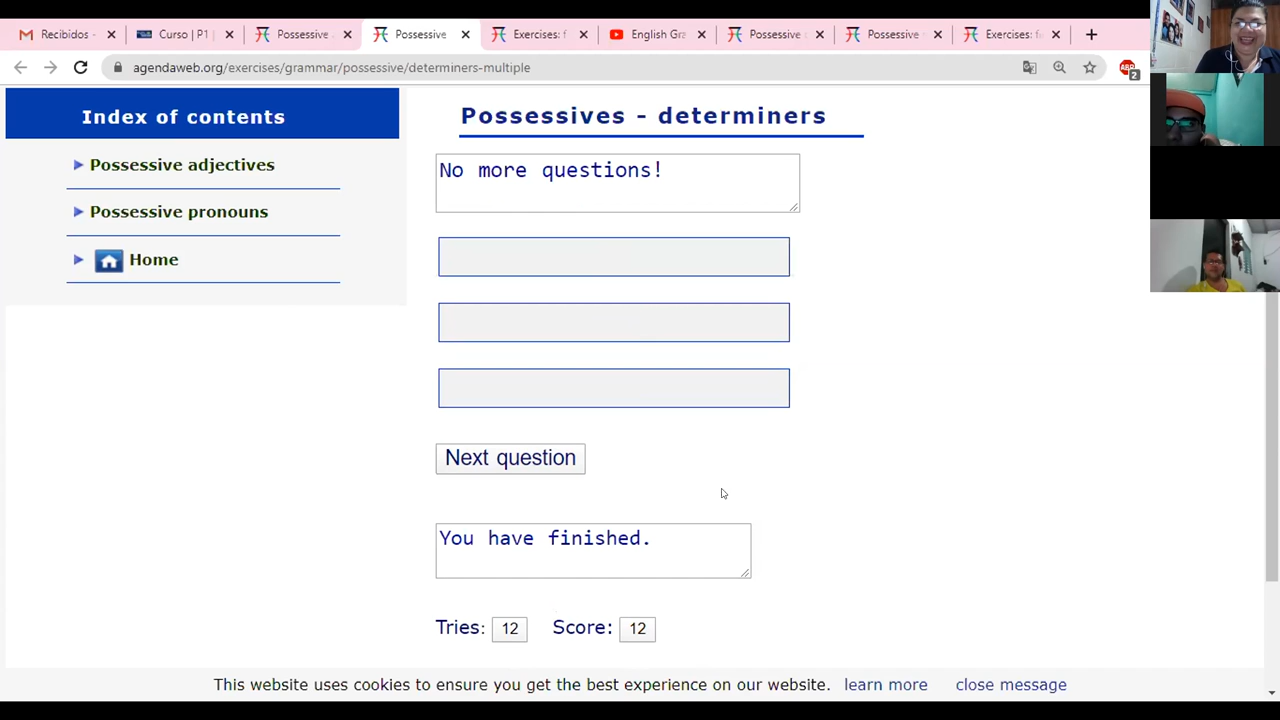 Recibidos -
Curso | P1
Possessive
Possessive
Exercises: f
English Gra
Possessive
Possessive
Exercises: f
agendaweb.org/exercises/grammar/possessive/determiners-multiple
ABP
2
Index of contents
Possessive adjectives
Possessive pronouns
Home
Possessives - determiners
No more questions!
Next question
You have finished.
Tries: 12 Score: 12
This website uses cookies to ensure you get the best experience on our website. learn more close message